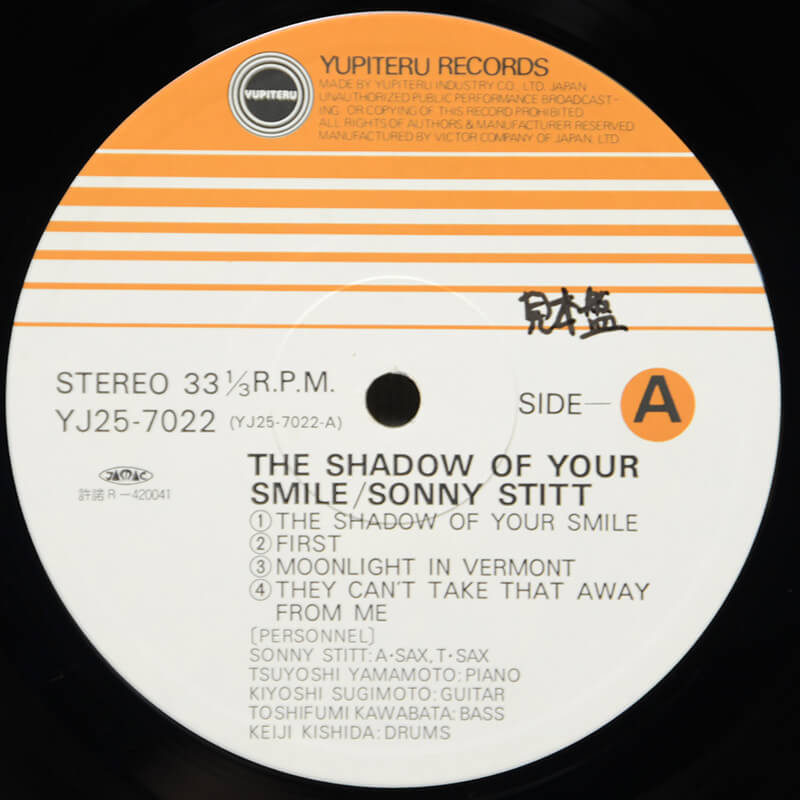 YUPITERU
YUPITERU RECORDS
MADE BY YUPITERU INDUSTRY CO., LTD. JAPAN
UNAUTHORIZED PUBLIC PERFORMANCE BROADCAST-
ING OR COPYING OF THIS RECORD PROHIBITED
ALL RIGHTS OF AUTHORS & MANUFACTURER RESERVED
MANUFACTURED BY VICTOR COMPANY OF JAPAN, LTD.
見本盤
STEREO 33 1/3 R.P.M.
YJ25-7022 (YJ25-7022-A)
SIDE—A
JAMAC
許諾 R-420041
THE SHADOW OF YOUR
SMILE/SONNY STITT
①THE SHADOW OF YOUR SMILE
②FIRST
③MOONLIGHT IN VERMONT
④THEY CAN'T TAKE THAT AWAY
FROM ME
〔PERSONNEL〕
SONNY STITT:A・SAX, T・SAX
TSUYOSHI YAMAMOTO:PIANO
KIYOSHI SUGIMOTO:GUITAR
TOSHIFUMI KAWABATA:BASS
KEIJI KISHIDA:DRUMS